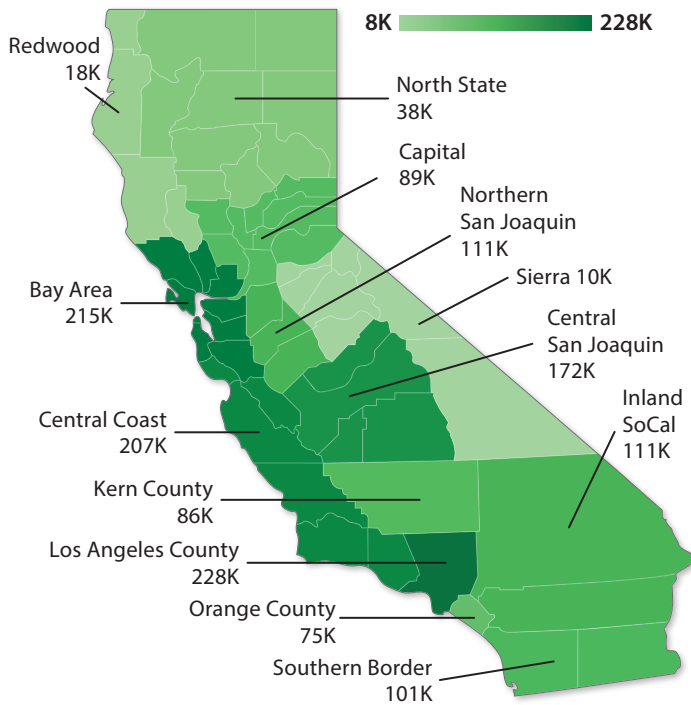 8K 228K
Redwood
18K
North State
38K
Capital
89K
Northern
San Joaquin
111K
Sierra 10K
Bay Area
215K
Central
San Joaquin
172K
Inland
SoCal
111K
Central Coast
207K
Kern County
86K
Los Angeles County
228K
Orange County
75K
Southern Border
101K